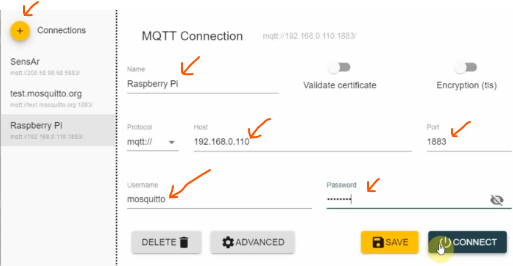 + Connections
SensAr
mqtt://200.58.98.68:5883/
test.mosquitto.org
mqtt://test.mosquitto.org:1883/
Raspberry Pi
mqtt://192.168.0.110:1883/
MQTT Connection mqtt://192.168.0.110:1883/
Name
Raspberry Pi
Validate certificate
Encryption (tls)
Protocol
mqtt://
Host
192.168.0.110
Port
1883
Username
mosquitto
Password
••••••••
DELETE
ADVANCED
SAVE
CONNECT